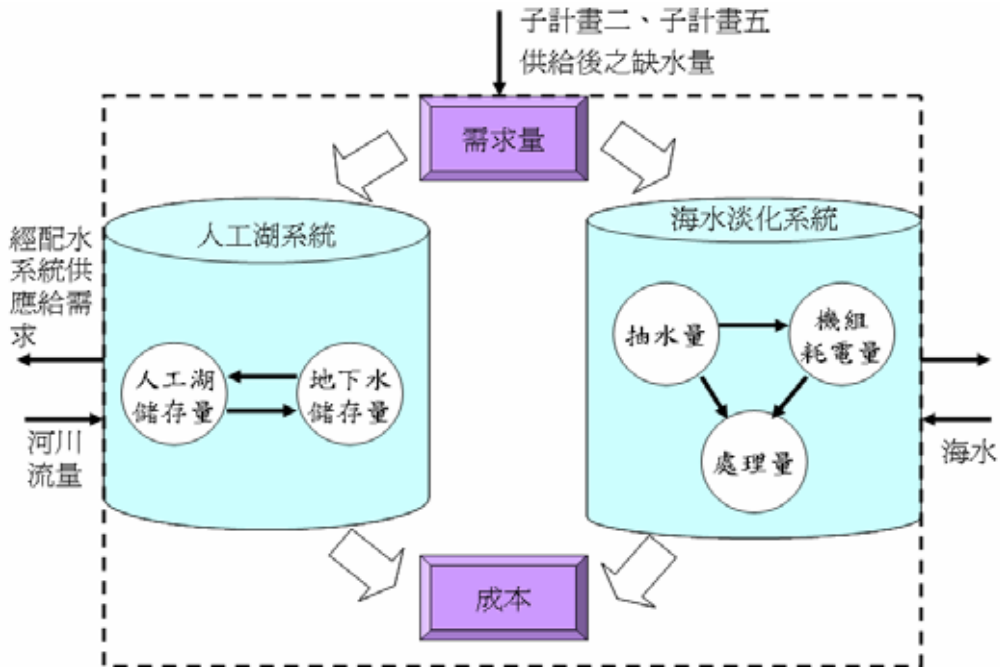 子計畫二、子計畫五
供給後之缺水量
需求量
人工湖系統
海水淡化系統
經配水
系統供
應給需
求
抽水量
機組
耗電量
人工湖
儲存量
地下水
儲存量
處理量
河川
流量
海水
成本